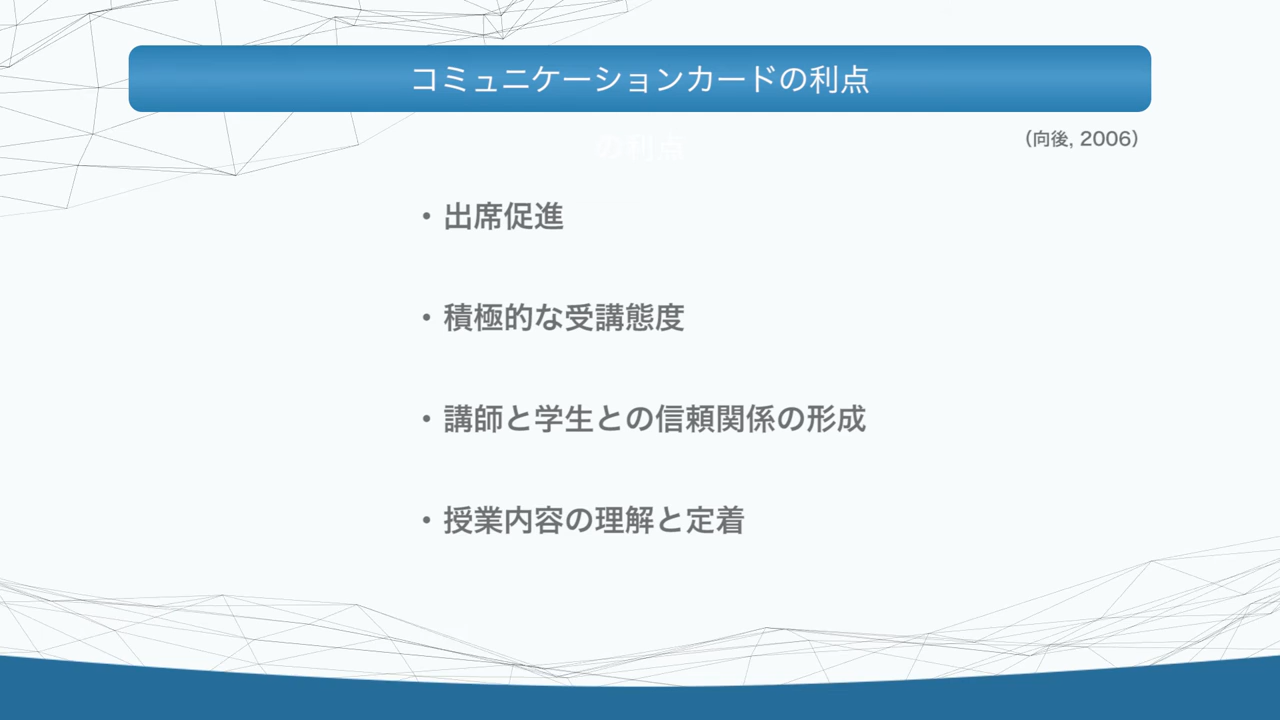 コミュニケーションカードの利点
の利点
(向後, 2006)
・出席促進
・積極的な受講態度
・講師と学生との信頼関係の形成
・授業内容の理解と定着